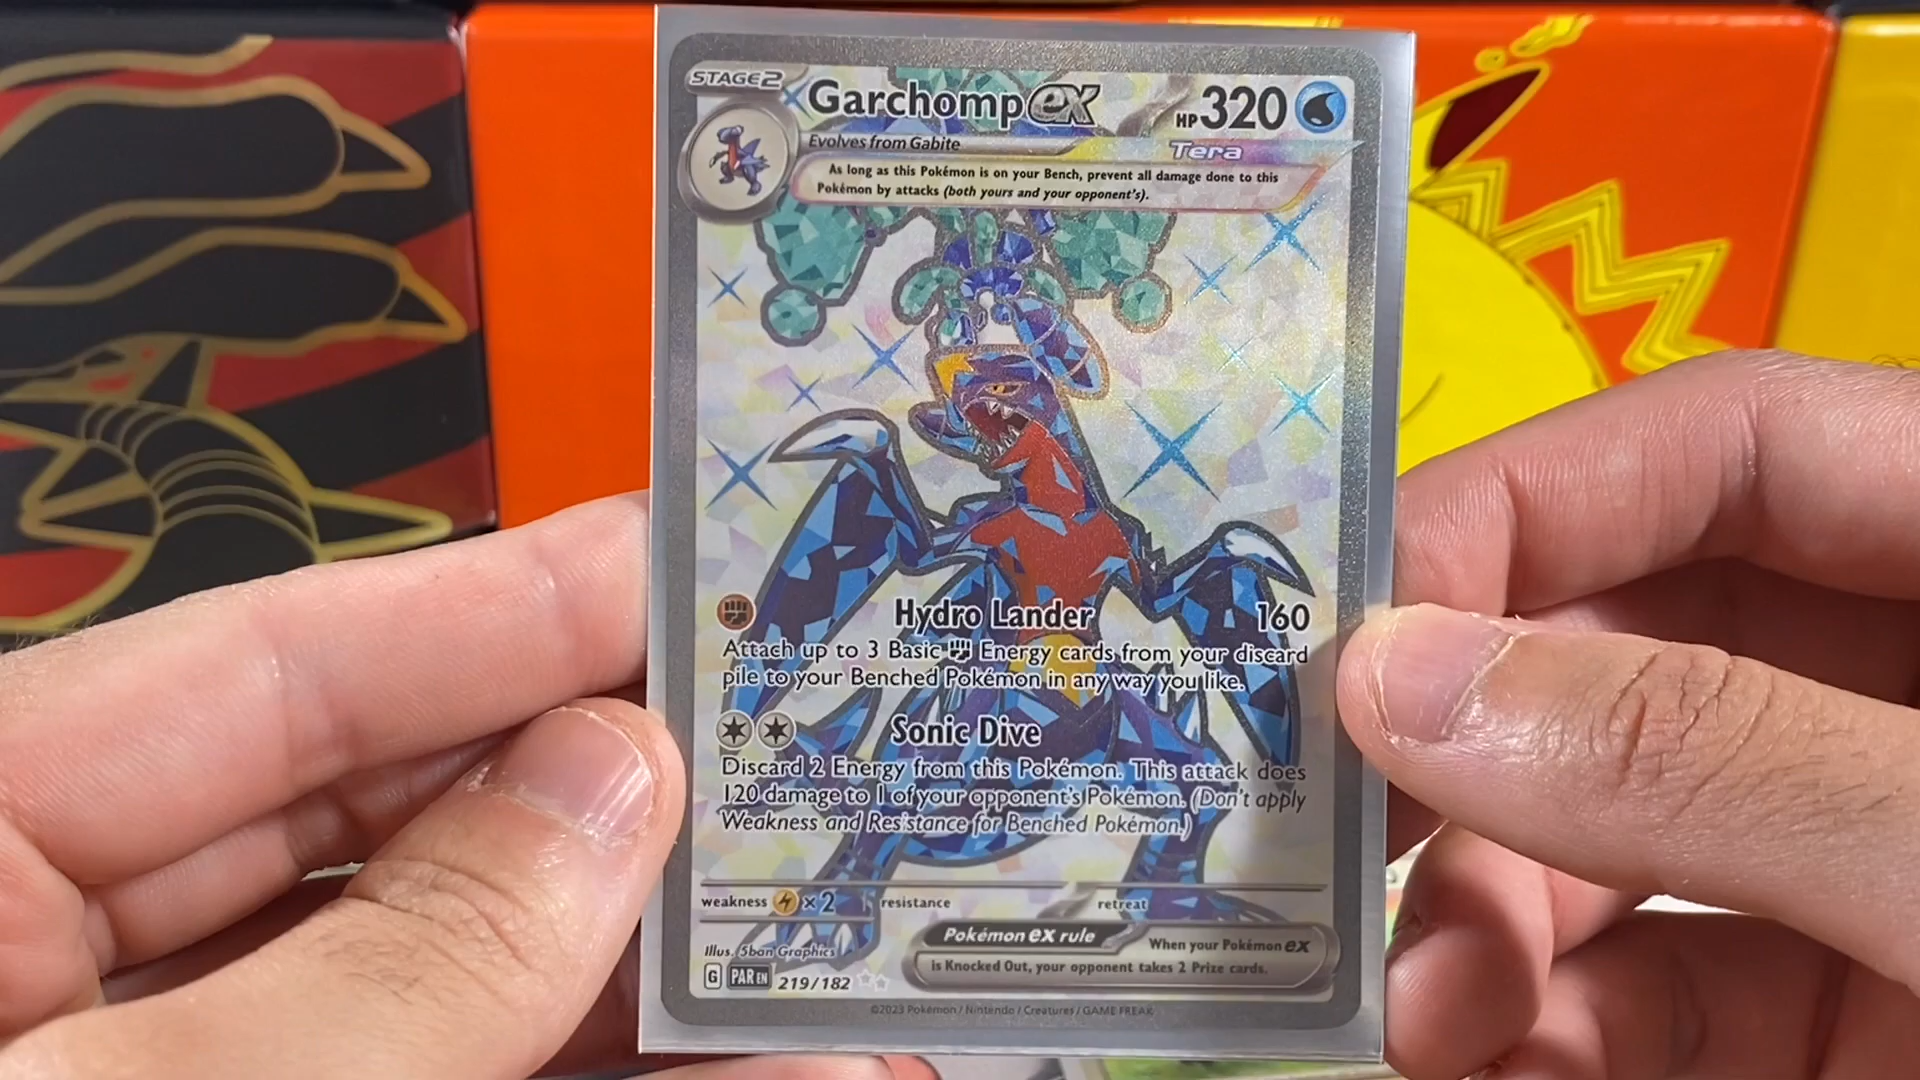 STAGE2
Garchomp ex HP 320
Evolves from Gabite
Tera
As long as this Pokémon is on your Bench, prevent all damage done to this
Pokémon by attacks (both yours and your opponent's).
Hydro Lander 160
Attach up to 3 Basic Energy cards from your discard
pile to your Benched Pokémon in any way you like.
Sonic Dive
Discard 2 Energy from this Pokémon. This attack does
120 damage to 1 of your opponent's Pokémon. (Don't apply
Weakness and Resistance for Benched Pokémon.)
weakness ×2 resistance retreat
Pokémon ex rule When your Pokémon ex
is Knocked Out, your opponent takes 2 Prize cards.
Illus. 5ban Graphics
G PAR EN 219/182
©2023 Pokémon / Nintendo / Creatures / GAME FREAK